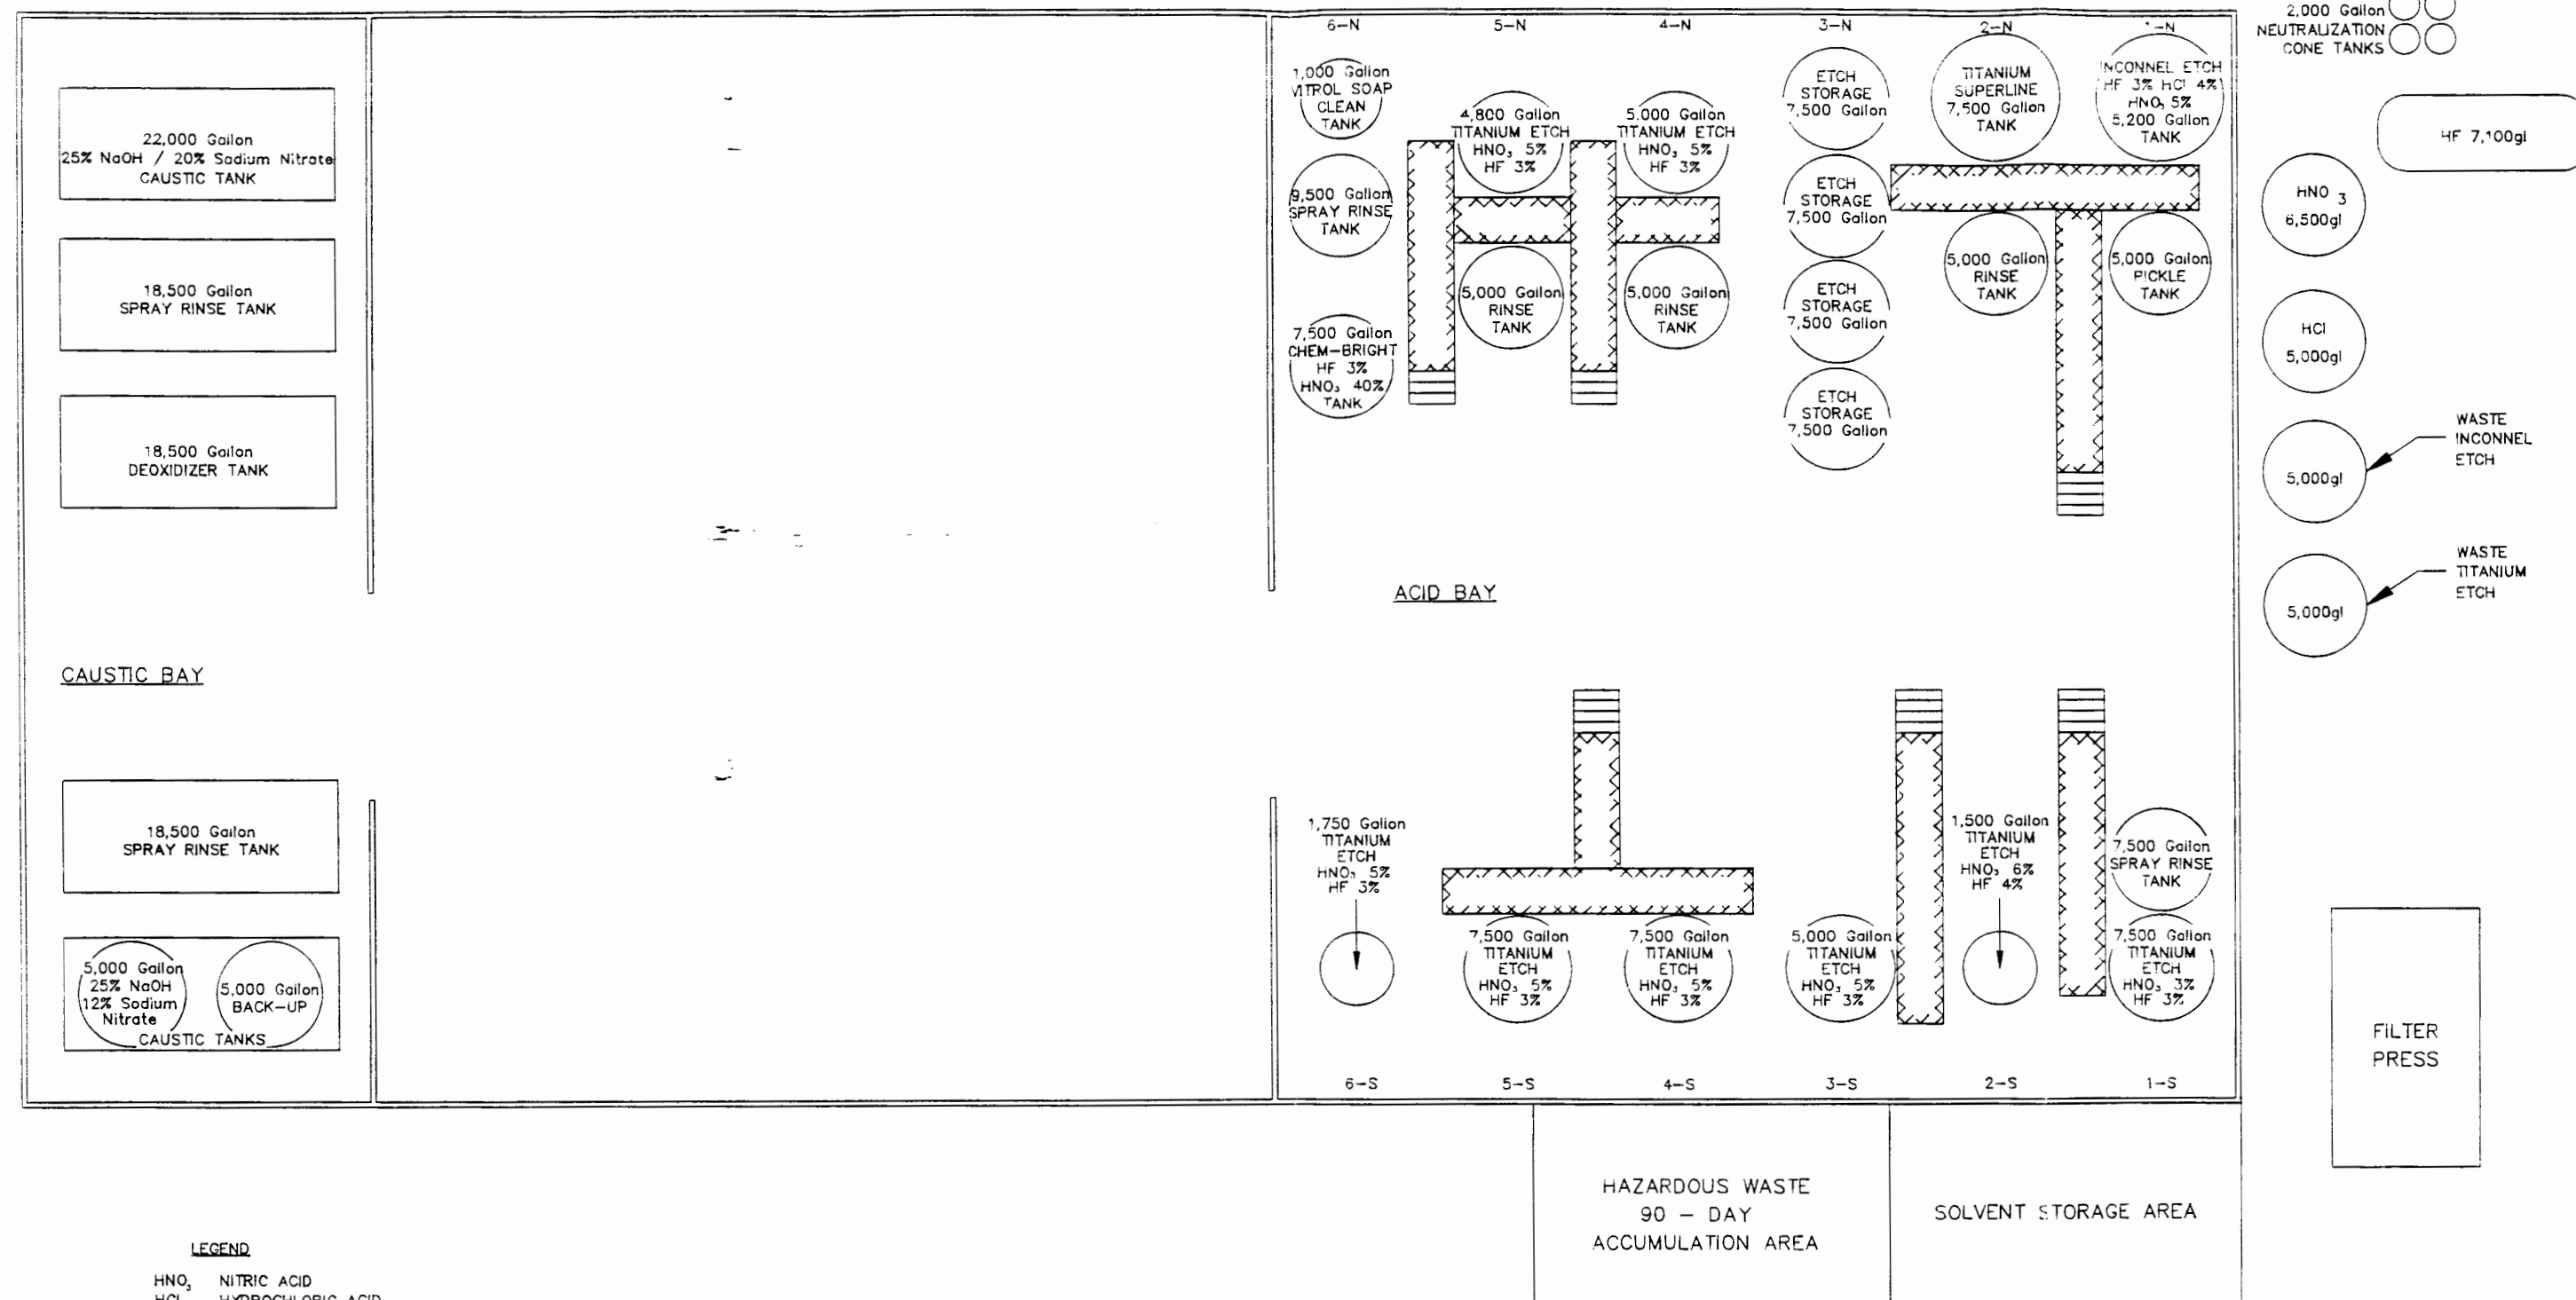 CAUSTIC BAY
22,000 Gallon
25% NaOH / 20% Sodium Nitrate
CAUSTIC TANK
18,500 Gallon
SPRAY RINSE TANK
18,500 Gallon
DEOXIDIZER TANK
18,500 Gallon
SPRAY RINSE TANK
5,000 Gallon
25% NaOH
12% Sodium
Nitrate
5,000 Gallon
BACK-UP
CAUSTIC TANKS
ACID BAY
6-N
1,000 Gallon
VITROL SOAP
CLEAN
TANK
9,500 Gallon
SPRAY RINSE
TANK
7,500 Gallon
CHEM-BRIGHT
HF 3%
HNO₃ 40%
TANK
5-N
4,800 Gallon
TITANIUM ETCH
HNO₃ 5%
HF 3%
5,000 Gallon
RINSE
TANK
4-N
5.000 Gallon
TITANIUM ETCH
HNO₃ 5%
HF 3%
5,000 Gallon
RINSE
TANK
3-N
ETCH
STORAGE
7,500 Gallon
ETCH
STORAGE
7,500 Gallon
ETCH
STORAGE
7,500 Gallon
ETCH
STORAGE
7,500 Gallon
2-N
TITANIUM
SUPERLINE
7,500 Gallon
TANK
5,000 Gallon
RINSE
TANK
1-N
INCONNEL ETCH
HF 3% HCl 4%
HNO₃ 5%
5,200 Gallon
TANK
5,000 Gallon
PICKLE
TANK
1,750 Gallon
TITANIUM
ETCH
HNO₃ 5%
HF 3%
6-S
7,500 Gallon
TITANIUM
ETCH
HNO₃ 5%
HF 3%
5-S
7,500 Gallon
TITANIUM
ETCH
HNO₃ 5%
HF 3%
4-S
5,000 Gallon
TITANIUM
ETCH
HNO₃ 5%
HF 3%
3-S
1,500 Gallon
TITANIUM
ETCH
HNO₃ 6%
HF 4%
2-S
7,500 Gallon
SPRAY RINSE
TANK
7,500 Gallon
TITANIUM
ETCH
HNO₃ 3%
HF 3%
1-S
2,000 Gallon
NEUTRALIZATION
CONE TANKS
HF 7,100gl
HNO₃
6,500gl
HCl
5,000gl
5,000gl
WASTE
INCONNEL
ETCH
5,000gl
WASTE
TITANIUM
ETCH
FILTER
PRESS
HAZARDOUS WASTE
90 - DAY
ACCUMULATION AREA
SOLVENT STORAGE AREA
LEGEND
HNO₃ NITRIC ACID
HCl HYDROCHLORIC ACID